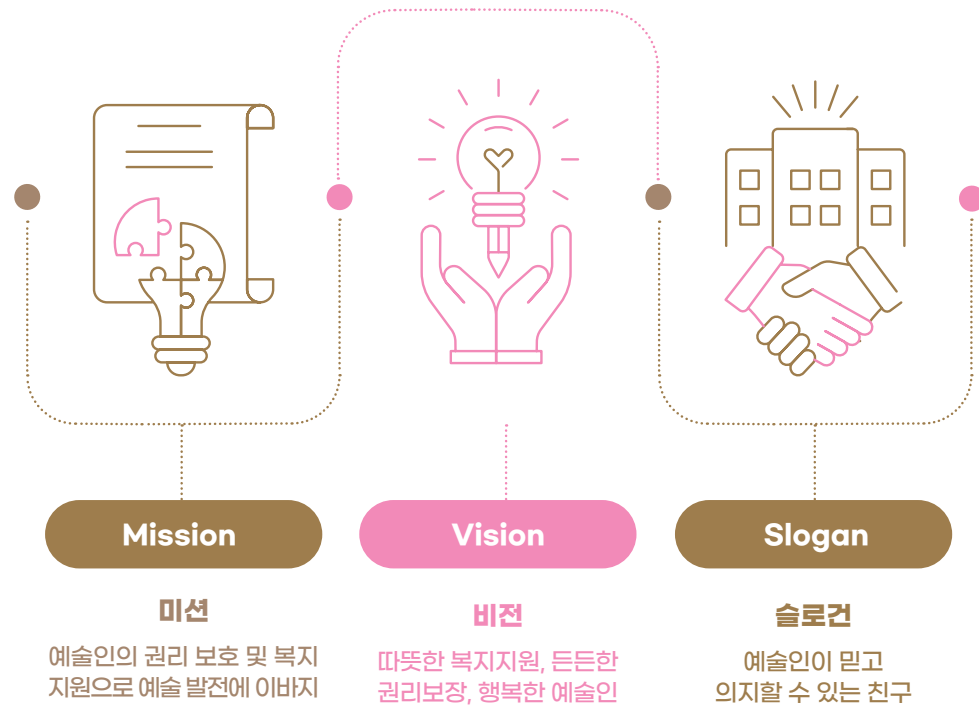 Mission
미션
예술인의 권리 보호 및 복지
지원으로 예술 발전에 이바지
Vision
비전
따뜻한 복지지원, 든든한
권리보장, 행복한 예술인
Slogan
슬로건
예술인이 믿고
의지할 수 있는 친구